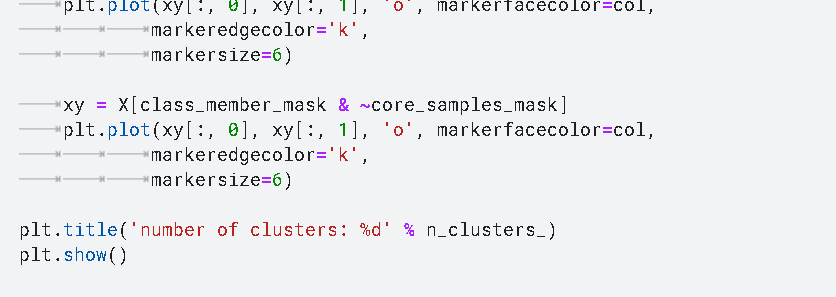 plt.plot(xy[:, 0], xy[:, 1], 'o', markerfacecolor=col,
markeredgecolor='k',
markersize=6)
xy = X[class_member_mask & ~core_samples_mask]
plt.plot(xy[:, 0], xy[:, 1], 'o', markerfacecolor=col,
markeredgecolor='k',
markersize=6)
plt.title('number of clusters: %d' % n_clusters_)
plt.show()